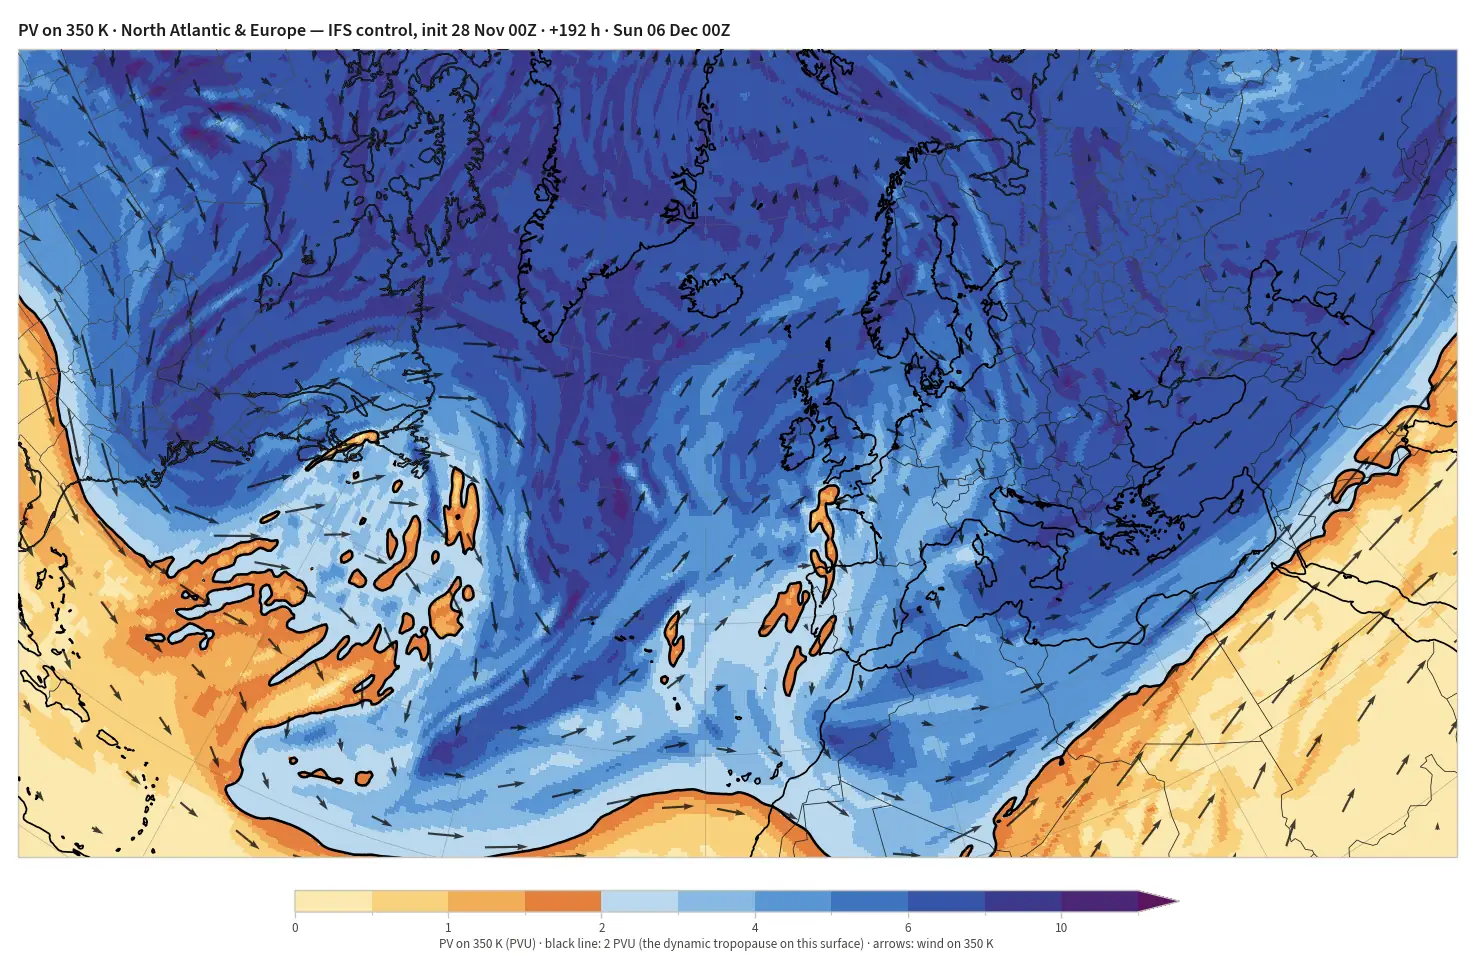 PV on 350 K · North Atlantic & Europe — IFS control, init 28 Nov 00Z · +192 h · Sun 06 Dec 00Z
0 1 2 4 6 10
PV on 350 K (PVU) · black line: 2 PVU (the dynamic tropopause on this surface) · arrows: wind on 350 K